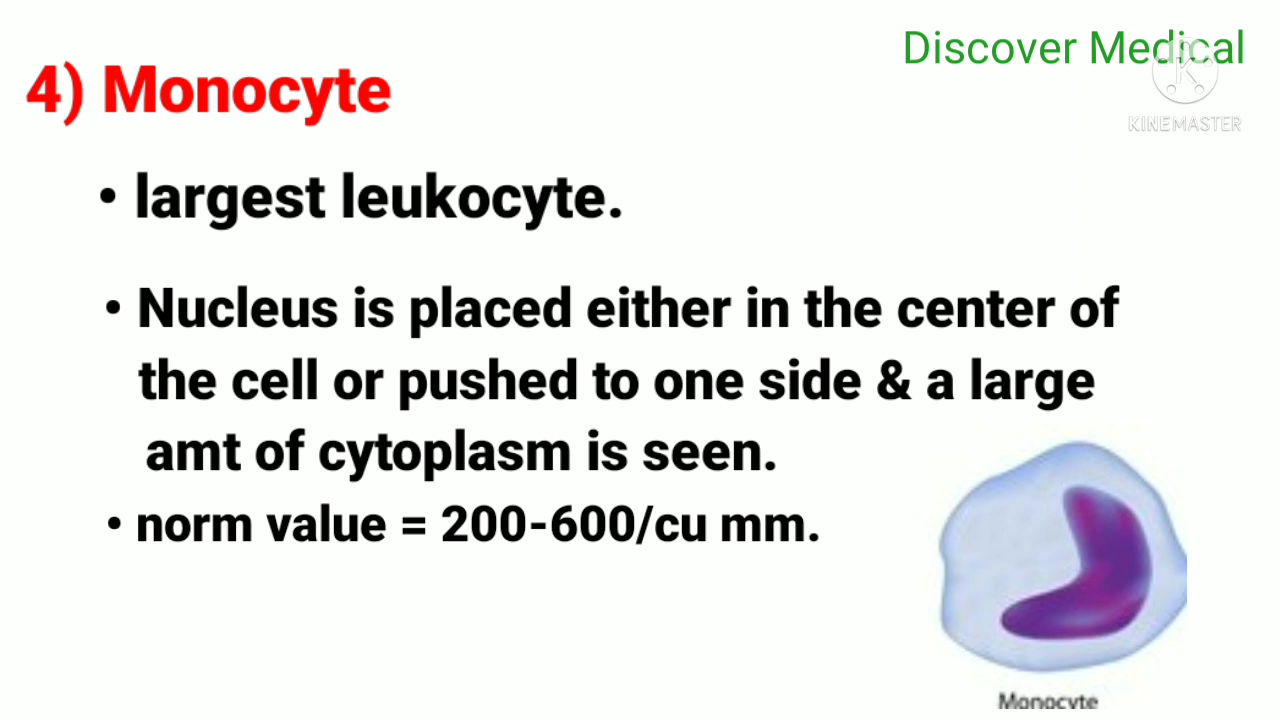 Discover Medical
KINEMASTER
4) Monocyte
• largest leukocyte.
• Nucleus is placed either in the center of
the cell or pushed to one side & a large
amt of cytoplasm is seen.
• norm value = 200-600/cu mm.
Monocyte